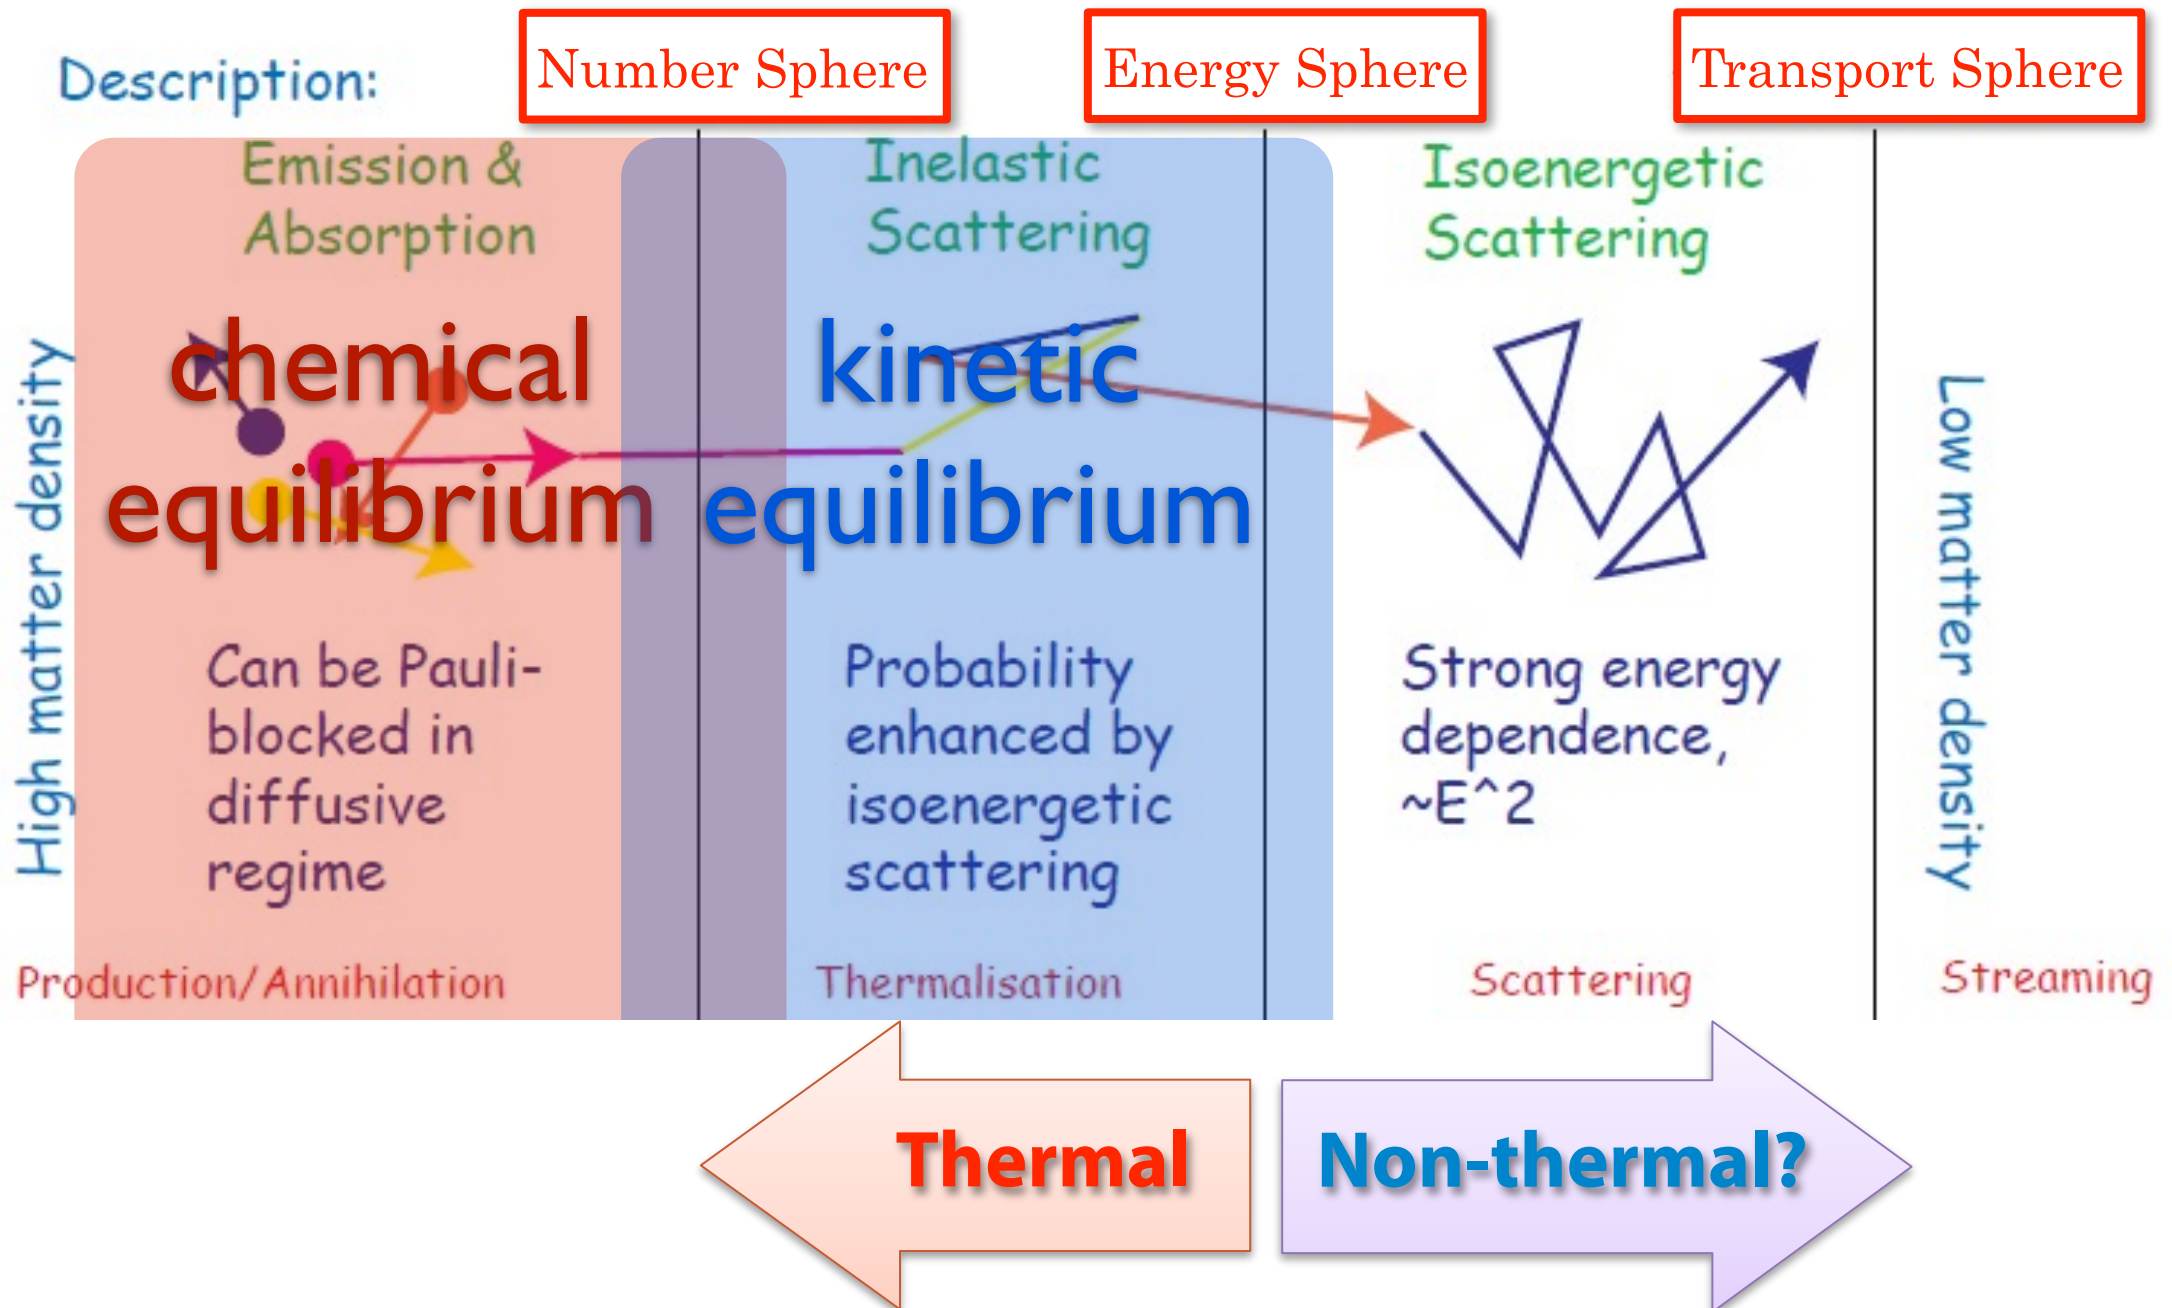 Description:
Number Sphere
Energy Sphere
Transport Sphere
Emission &
Absorption
Inelastic
Scattering
Isoenergetic
Scattering
High matter density
chemical
equilibrium
kinetic
equilibrium
Low matter density
Can be Pauli-
blocked in
diffusive
regime
Probability
enhanced by
isoenergetic
scattering
Strong energy
dependence,
~E^2
Production/Annihilation
Thermalisation
Scattering
Streaming
Thermal
Non-thermal?